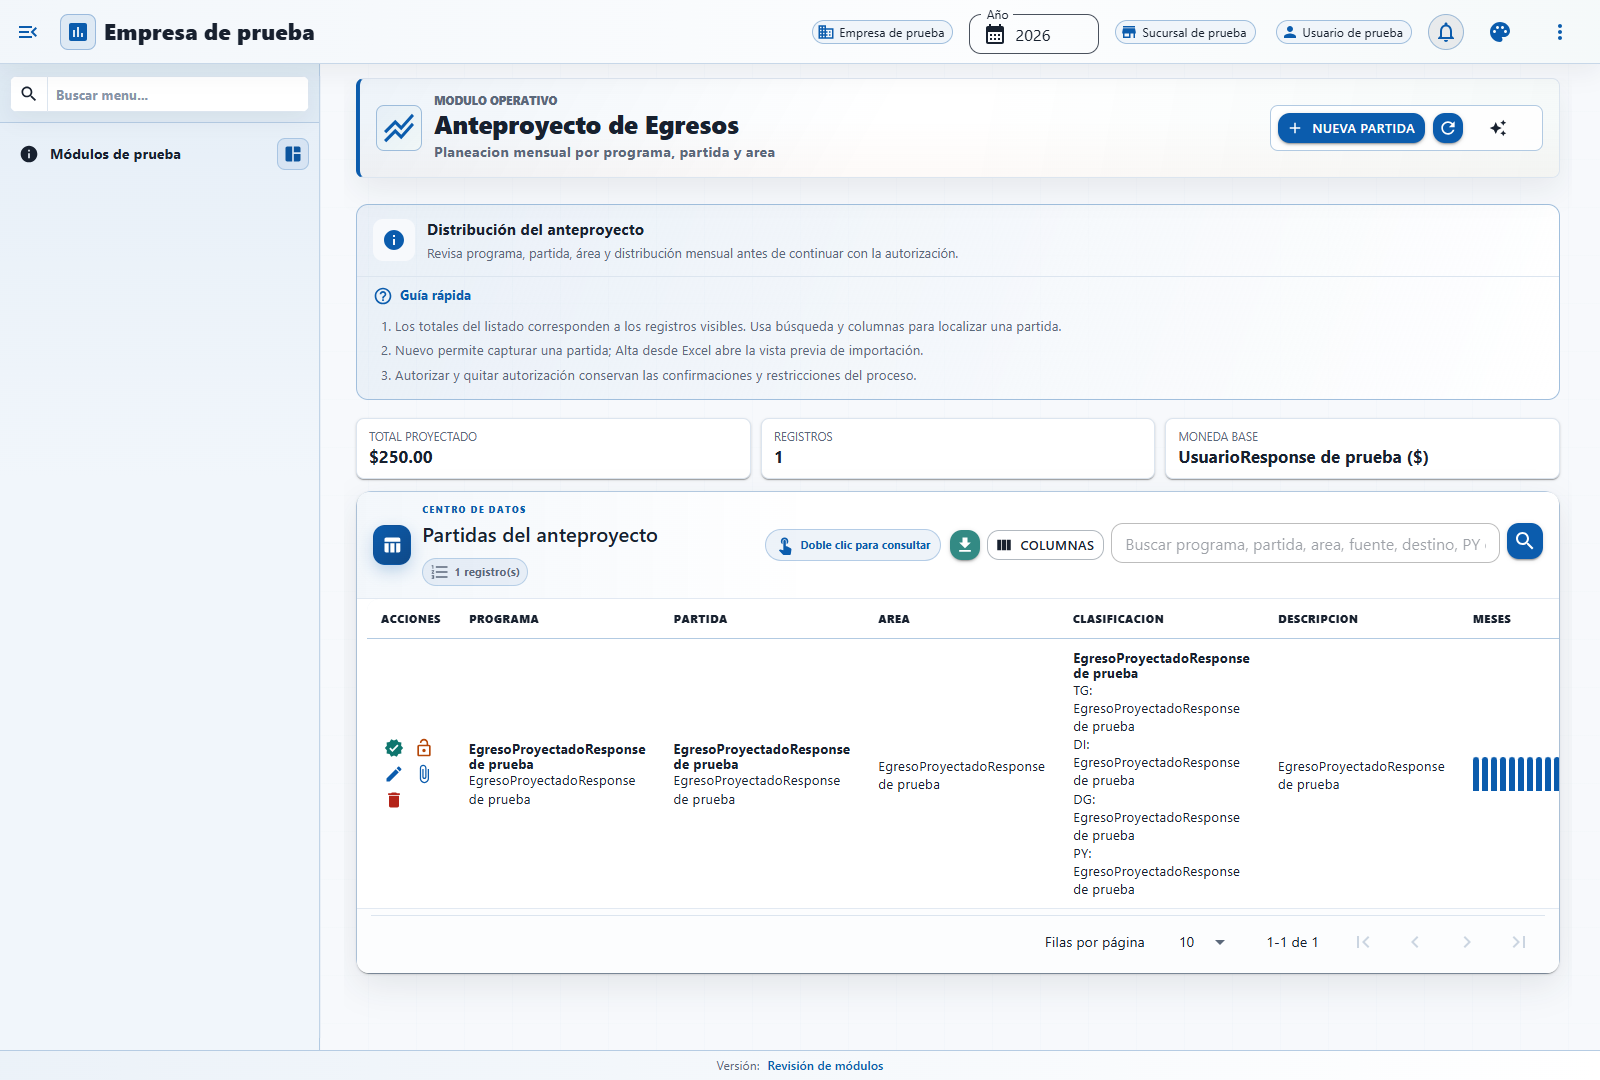 Empresa de prueba
Empresa de prueba
Año
2026
Sucursal de prueba
Usuario de prueba
Buscar menu...
Módulos de prueba
MODULO OPERATIVO
Anteproyecto de Egresos
Planeacion mensual por programa, partida y area
NUEVA PARTIDA
Distribución del anteproyecto
Revisa programa, partida, área y distribución mensual antes de continuar con la autorización.
Guía rápida
1. Los totales del listado corresponden a los registros visibles. Usa búsqueda y columnas para localizar una partida.
2. Nuevo permite capturar una partida; Alta desde Excel abre la vista previa de importación.
3. Autorizar y quitar autorización conservan las confirmaciones y restricciones del proceso.
TOTAL PROYECTADO
$250.00
REGISTROS
1
MONEDA BASE
UsuarioResponse de prueba ($)
CENTRO DE DATOS
Partidas del anteproyecto
1 registro(s)
Doble clic para consultar
COLUMNAS
Buscar programa, partida, area, fuente, destino, PY
ACCIONES PROGRAMA PARTIDA AREA CLASIFICACION DESCRIPCION MESES
EgresoProyectadoResponse
de prueba
EgresoProyectadoResponse
de prueba
EgresoProyectadoResponse
de prueba
EgresoProyectadoResponse
de prueba
EgresoProyectadoResponse
de prueba
EgresoProyectadoResponse
de prueba
TG:
EgresoProyectadoResponse
de prueba
DI:
EgresoProyectadoResponse
de prueba
DG:
EgresoProyectadoResponse
de prueba
PY:
EgresoProyectadoResponse
de prueba
EgresoProyectadoResponse
de prueba
Filas por página 10 1-1 de 1
Versión: Revisión de módulos